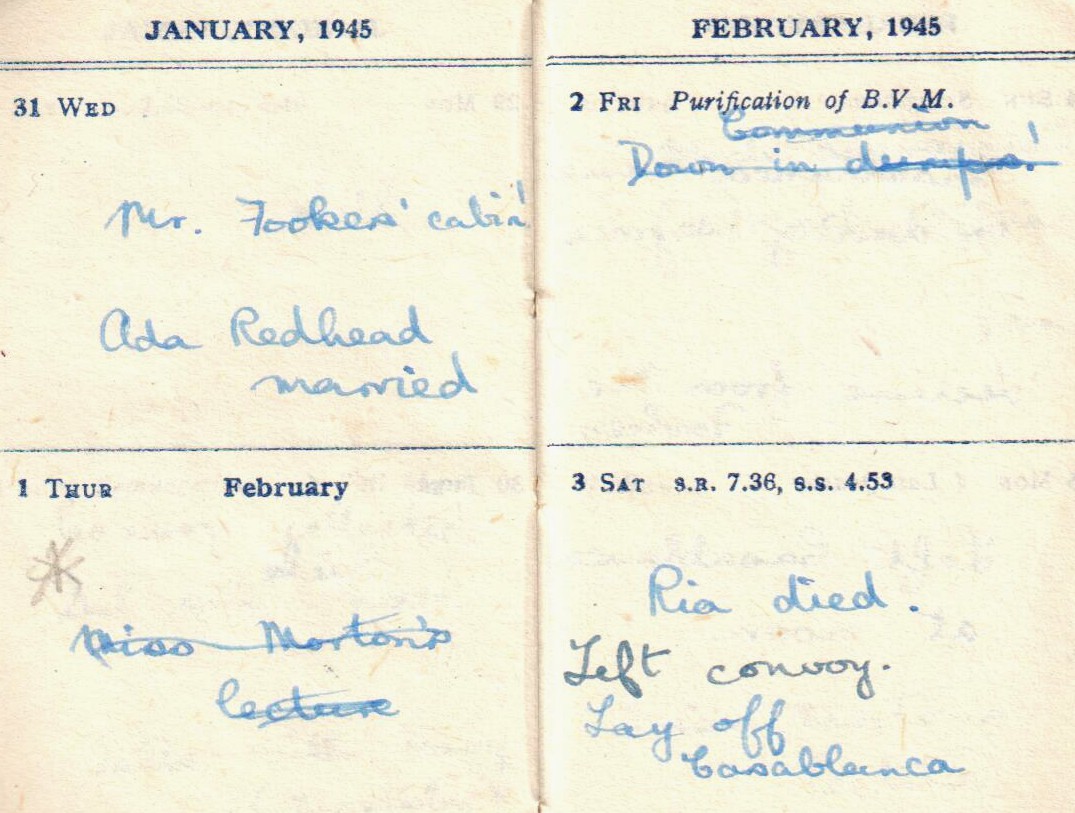 JANUARY, 1945
31 WED
Mr. Fookes' cabin
Ada Redhead
married
1 THUR February
Miss Morton's
lecture
FEBRUARY, 1945
2 FRI Purification of B.V.M.
Communion
Down in dumps!
3 SAT S.R. 7.36, S.S. 4.53
Ria died.
Left convoy.
Lay off
Casablanca